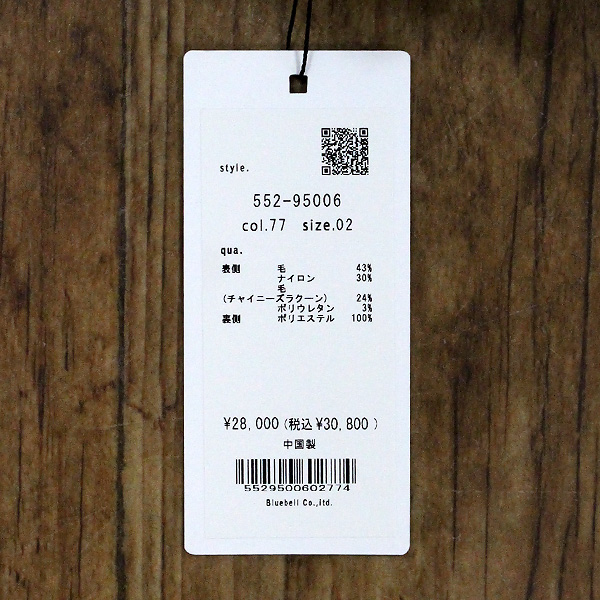 style.
552-95006
col.77 size.02
qua.
表側 毛 43%
ナイロン 30%
毛
(チャイニーズラクーン) 24%
ポリウレタン 3%
裏側 ポリエステル 100%
¥28,000(税込¥30,800 )
中国製
5529500602774
Bluebell Co.,ltd.